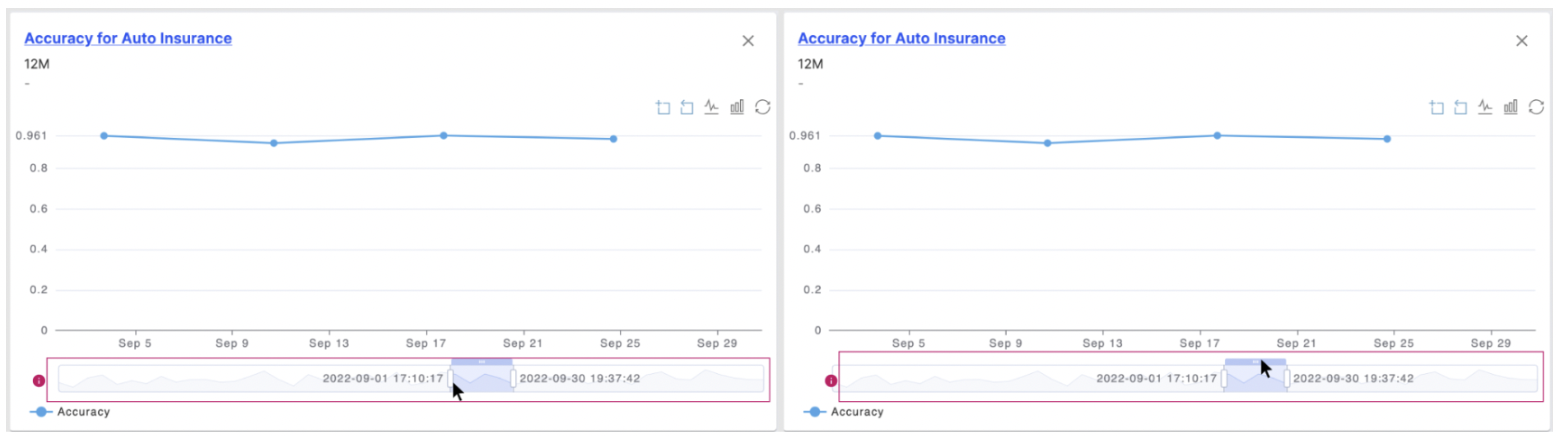 Accuracy for Auto Insurance
12M
-
0.961
0.8
0.6
0.4
0.2
0
Sep 5 Sep 9 Sep 13 Sep 17 Sep 21 Sep 25 Sep 29
2022-09-01 17:10:17 2022-09-30 19:37:42
Accuracy
Accuracy for Auto Insurance
12M
-
0.961
0.8
0.6
0.4
0.2
0
Sep 5 Sep 9 Sep 13 Sep 17 Sep 21 Sep 25 Sep 29
2022-09-01 17:10:17 2022-09-30 19:37:42
Accuracy